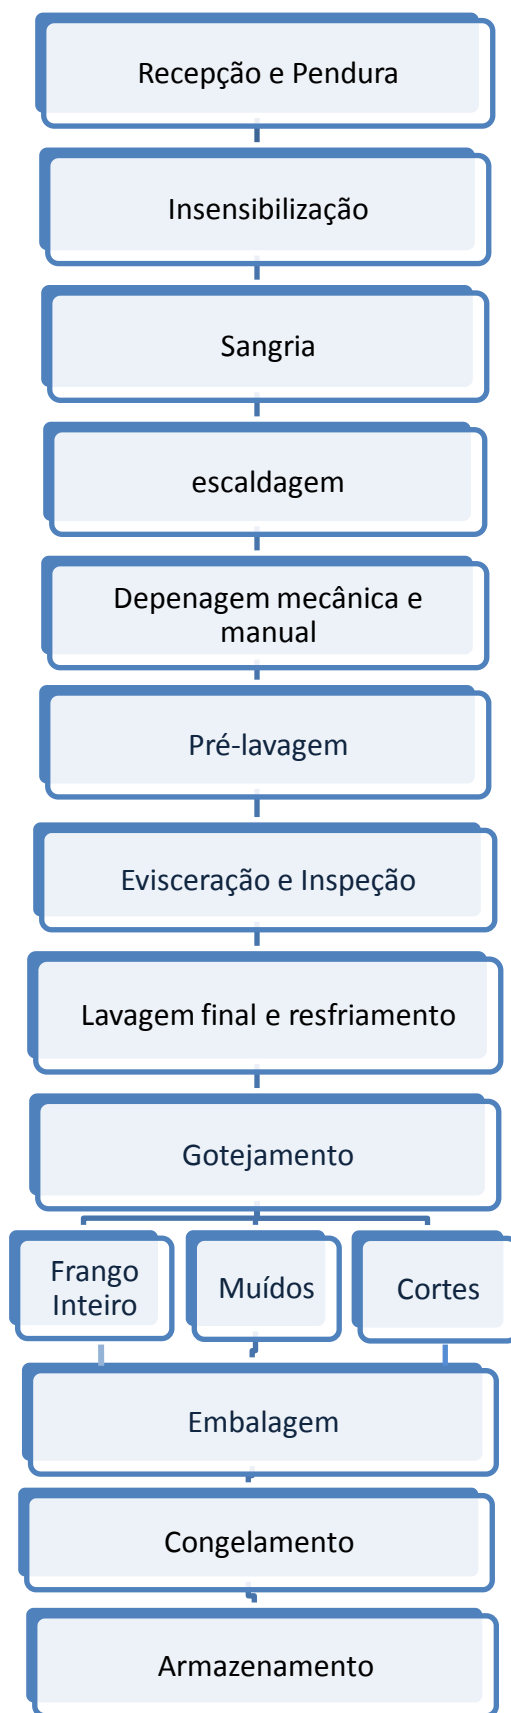 Recepção e Pendura
Insensibilização
Sangria
escaldagem
Depenagem mecânica e
manual
Pré-lavagem
Evisceração e Inspeção
Lavagem final e resfriamento
Gotejamento
Frango
Inteiro
Muídos
Cortes
Embalagem
Congelamento
Armazenamento